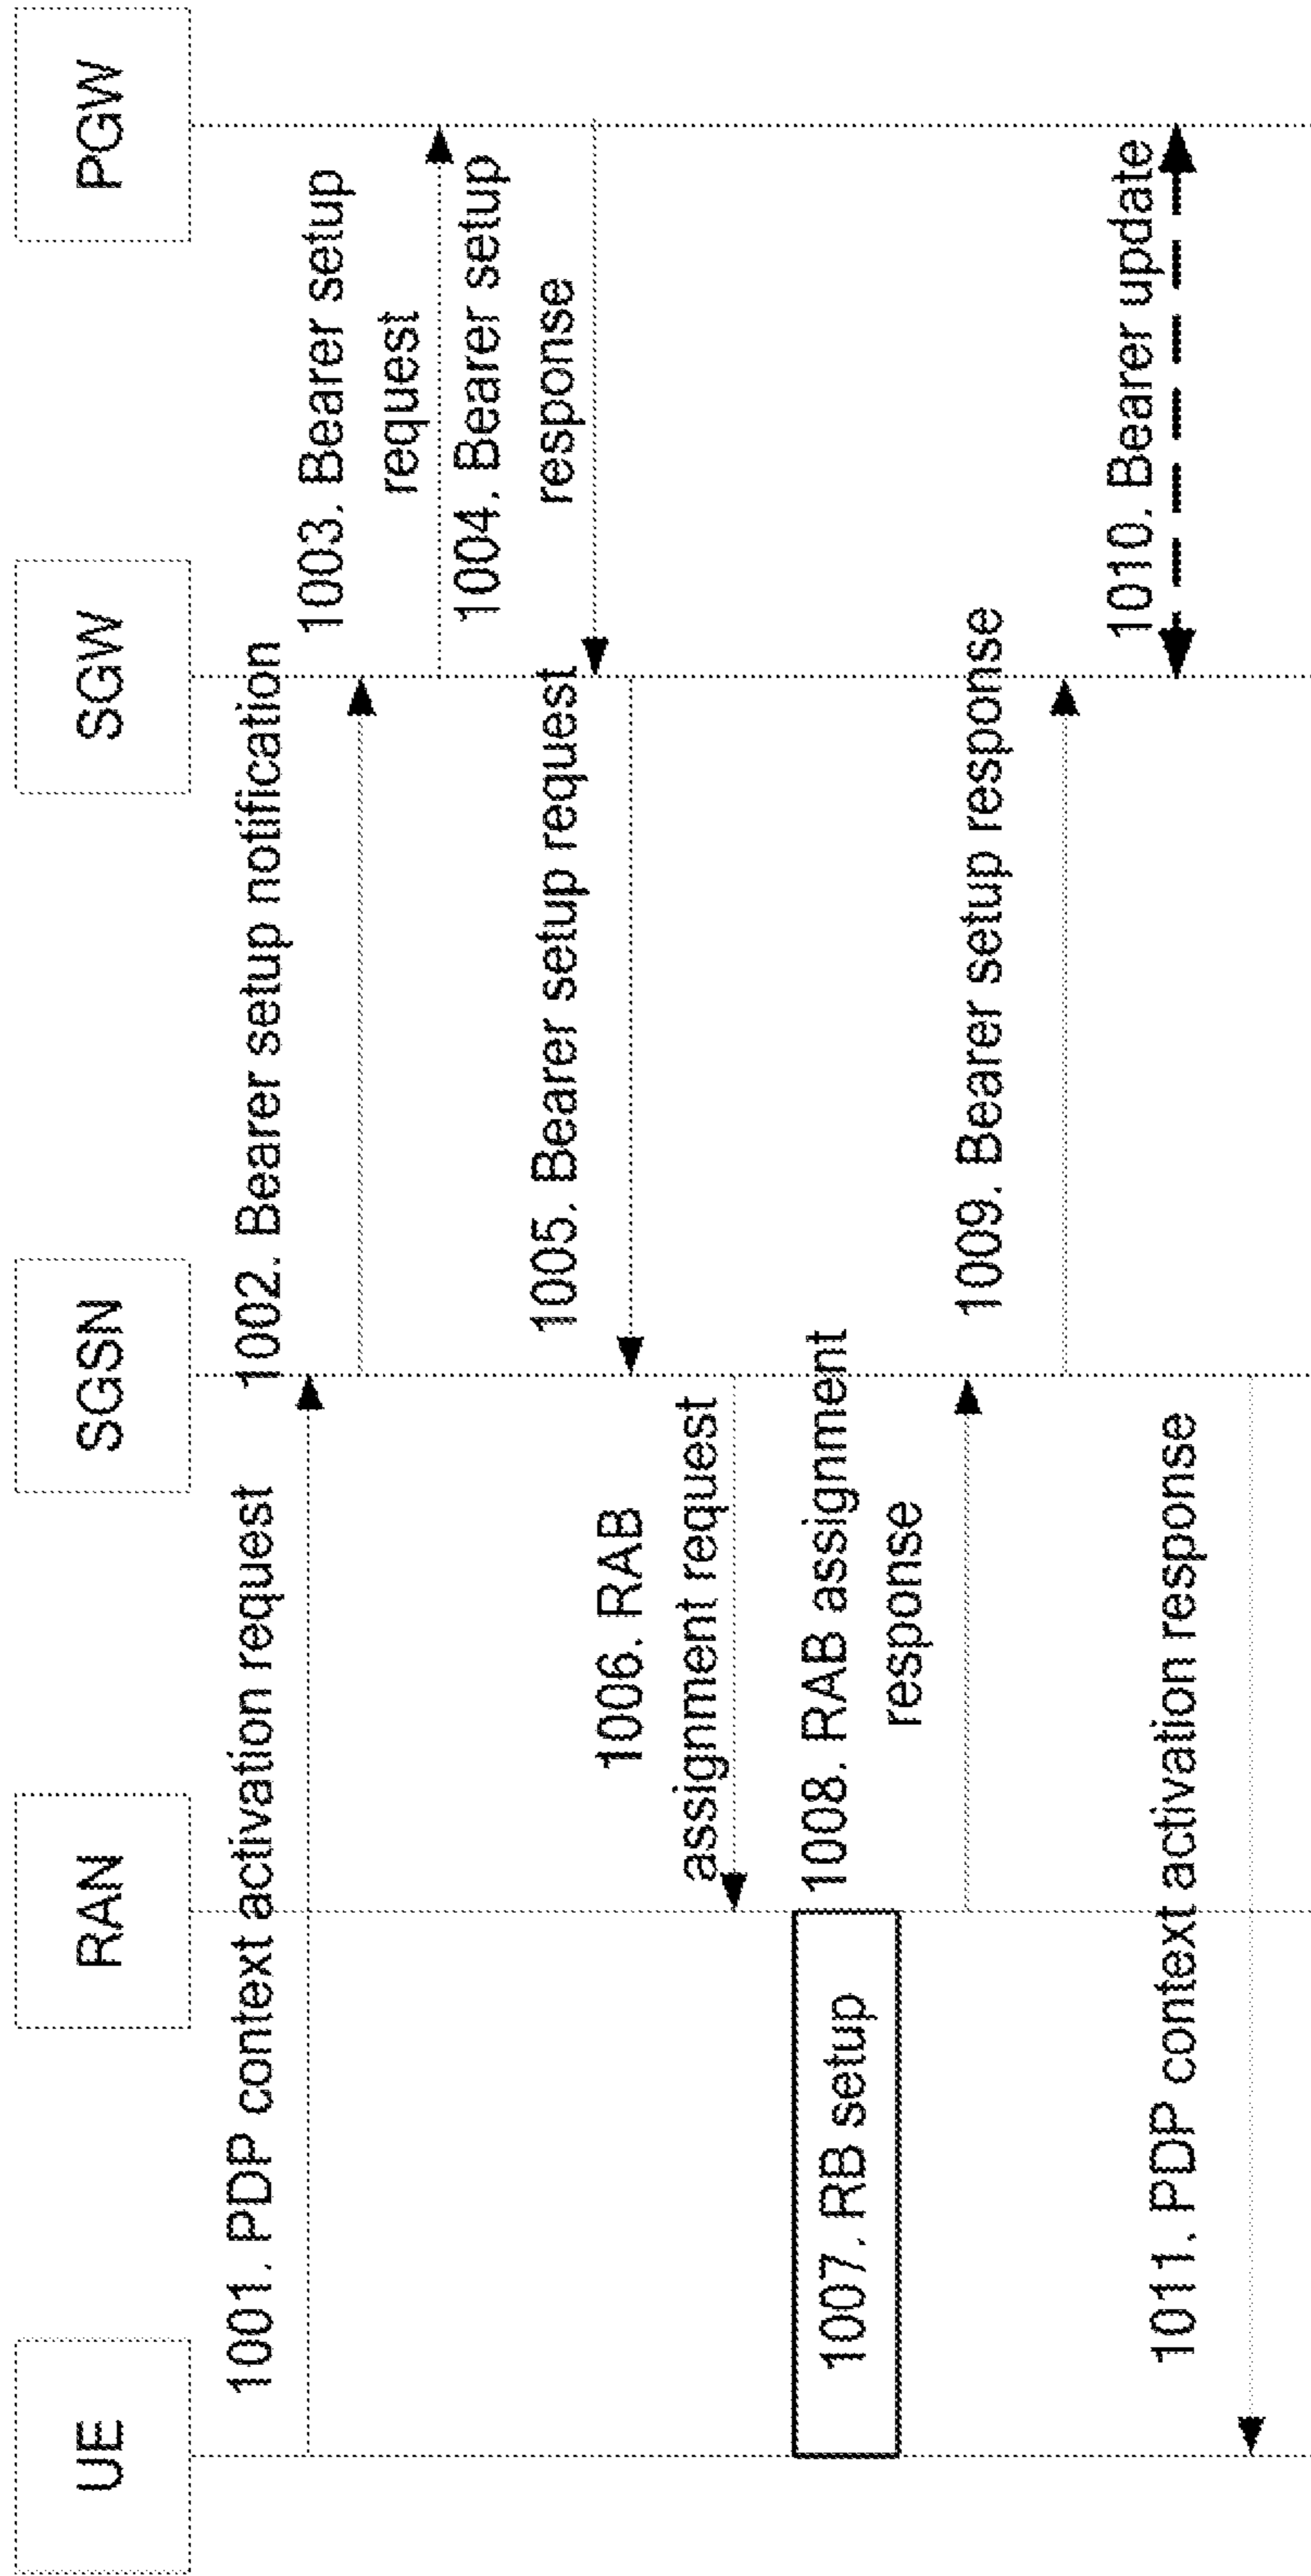 UE
RAN
SGSN
SGW
PGW
1001. PDP context activation request
1002. Bearer setup notification
1003. Bearer setup
request
1004. Bearer setup
response
1005. Bearer setup request
1006. RAB
assignment request
1007. RB setup
1008. RAB assignment
response
1009. Bearer setup response
1010. Bearer update
1011. PDP context activation response